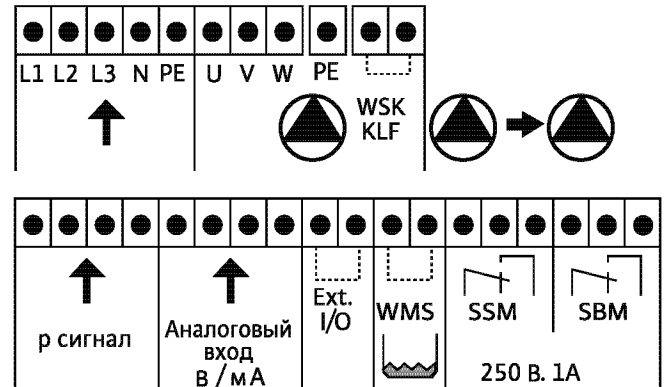 L1 L2 L3 N PE U V W PE
WSK
KLF
р сигнал
Аналоговый
вход
В / мА
Ext.
I/O
WMS
SSM
SBM
250 В. 1А